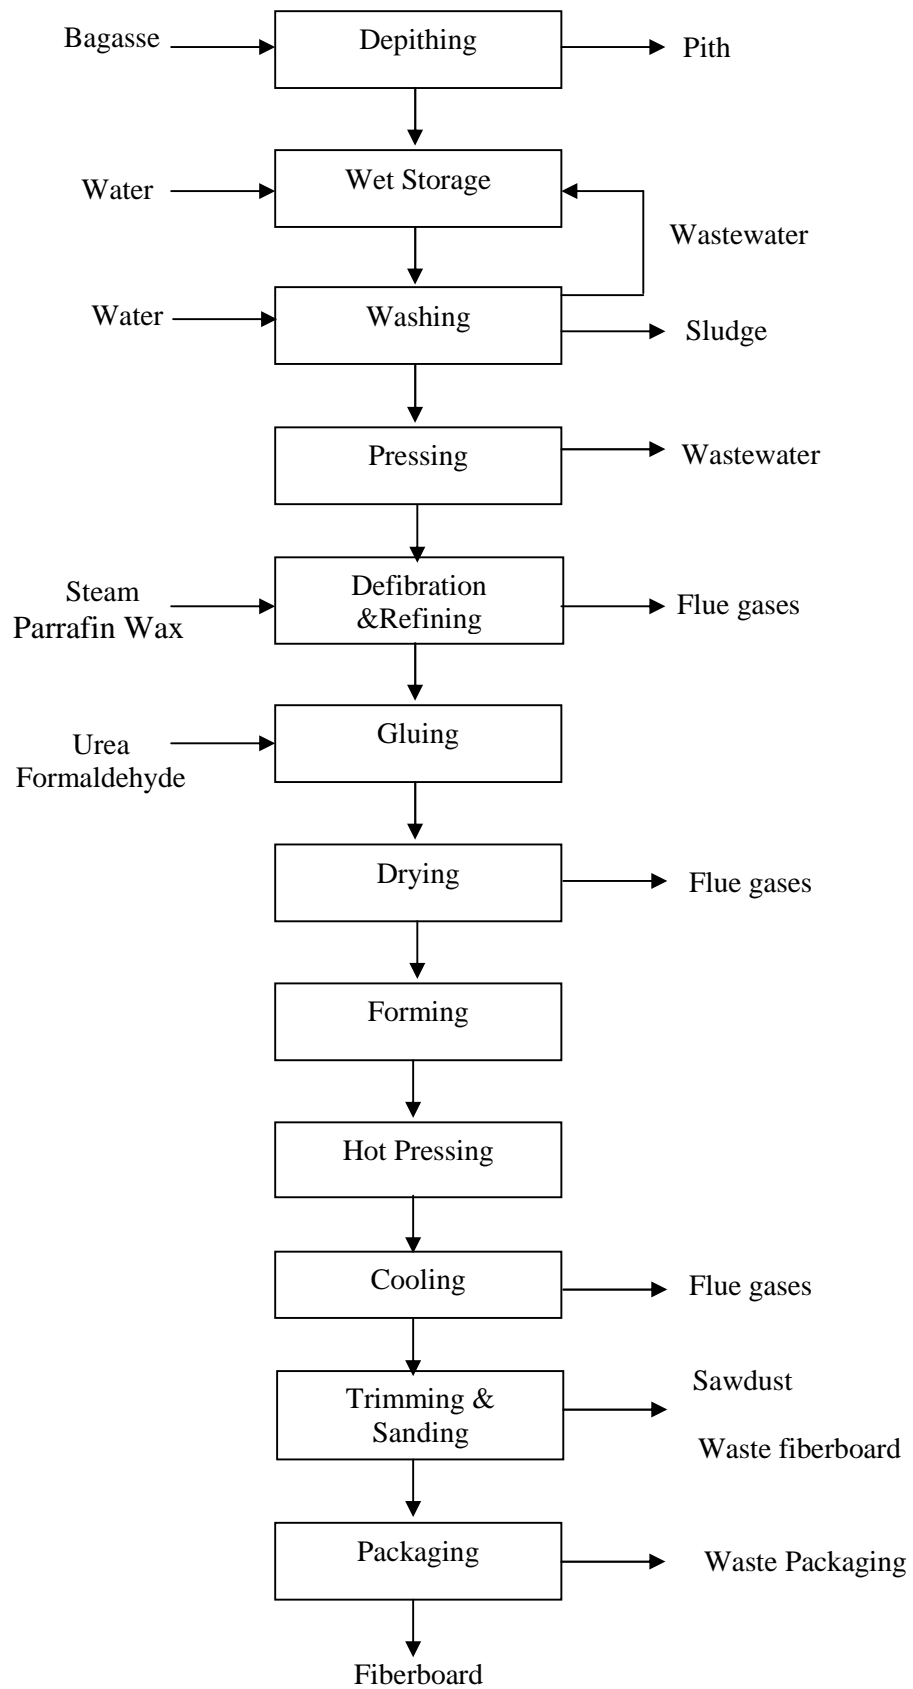 Bagasse
Depithing
Pith
Water
Wet Storage
Wastewater
Water
Washing
Sludge
Pressing
Wastewater
Steam
Parrafin Wax
Defibration
&Refining
Flue gases
Urea
Formaldehyde
Gluing
Drying
Flue gases
Forming
Hot Pressing
Cooling
Flue gases
Trimming &
Sanding
Sawdust
Waste fiberboard
Packaging
Waste Packaging
Fiberboard